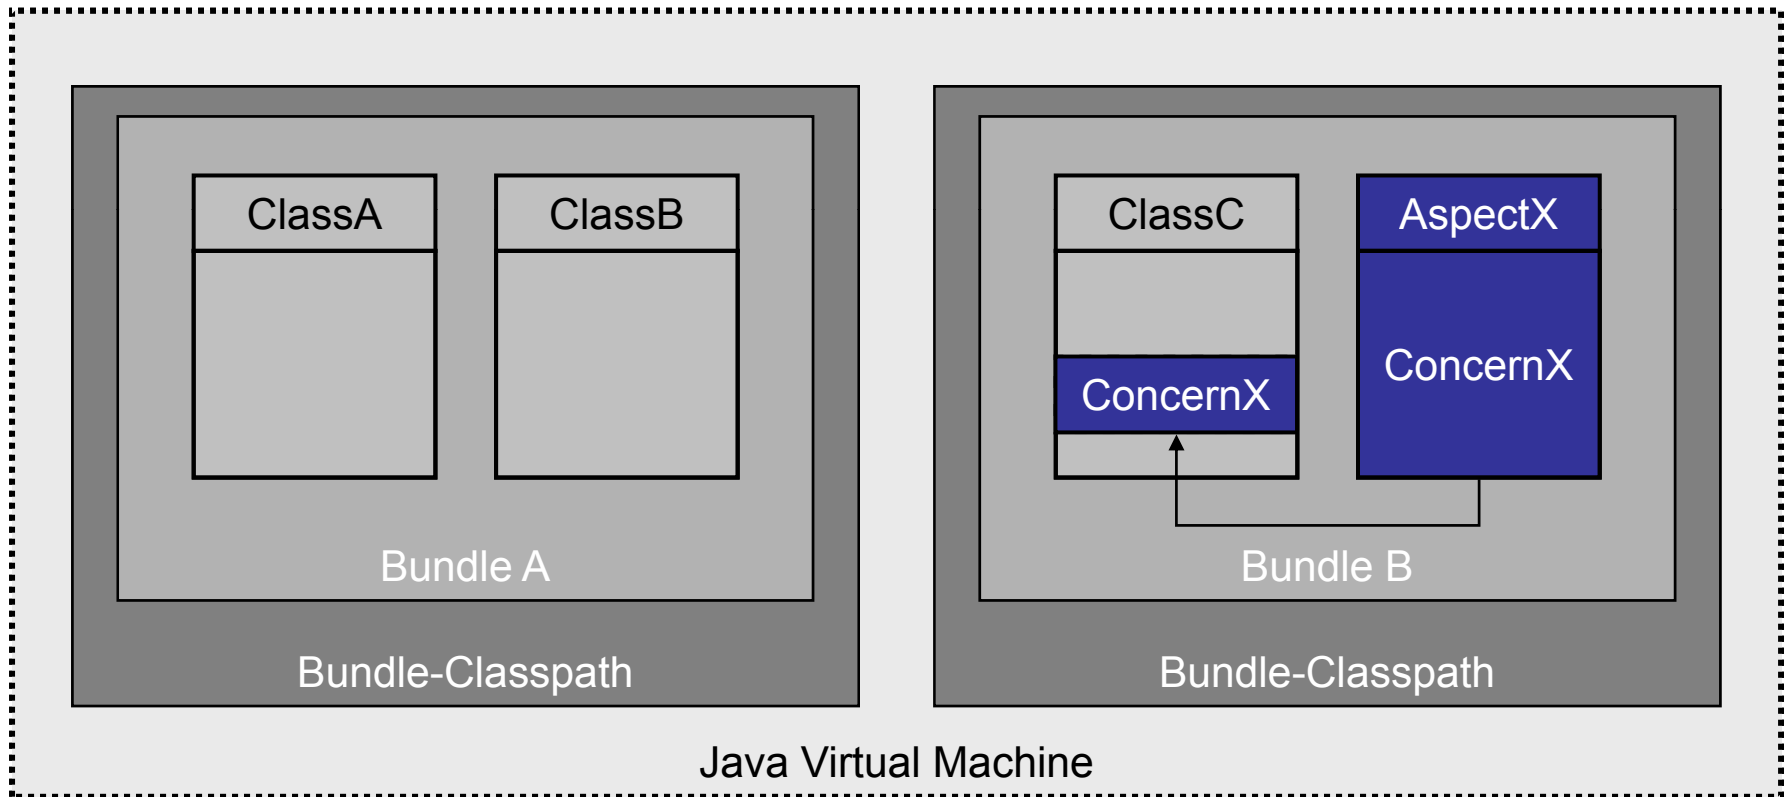 ClassA
ClassB
ClassC
AspectX
ConcernX
ConcernX
Bundle A
Bundle B
Bundle-Classpath
Bundle-Classpath
Java Virtual Machine